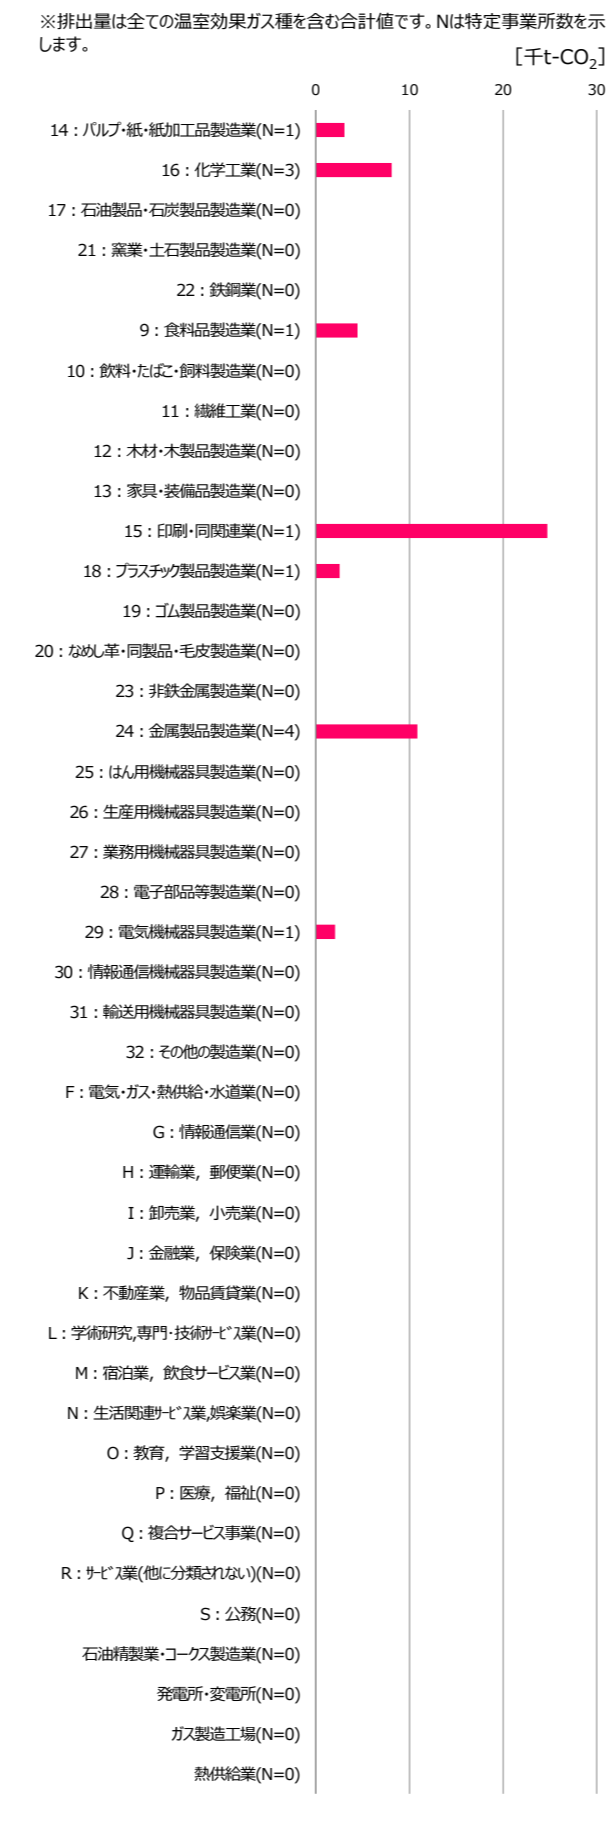 ※排出量は全ての温室効果ガス種を含む合計値です。Nは特定事業所数を示
します。
[千t-CO₂]
0 10 20 30
14：パルプ・紙・紙加工品製造業(N=1)
16：化学工業(N=3)
17：石油製品・石炭製品製造業(N=0)
21：窯業・土石製品製造業(N=0)
22：鉄鋼業(N=0)
9：食料品製造業(N=1)
10：飲料・たばこ・飼料製造業(N=0)
11：繊維工業(N=0)
12：木材・木製品製造業(N=0)
13：家具・装備品製造業(N=0)
15：印刷・同関連業(N=1)
18：プラスチック製品製造業(N=1)
19：ゴム製品製造業(N=0)
20：なめし革・同製品・毛皮製造業(N=0)
23：非鉄金属製造業(N=0)
24：金属製品製造業(N=4)
25：はん用機械器具製造業(N=0)
26：生産用機械器具製造業(N=0)
27：業務用機械器具製造業(N=0)
28：電子部品等製造業(N=0)
29：電気機械器具製造業(N=1)
30：情報通信機械器具製造業(N=0)
31：輸送用機械器具製造業(N=0)
32：その他の製造業(N=0)
F：電気・ガス・熱供給・水道業(N=0)
G：情報通信業(N=0)
H：運輸業，郵便業(N=0)
I：卸売業，小売業(N=0)
J：金融業，保険業(N=0)
K：不動産業，物品賃貸業(N=0)
L：学術研究,専門・技術ｻｰﾋﾞｽ業(N=0)
M：宿泊業，飲食サービス業(N=0)
N：生活関連ｻｰﾋﾞｽ業,娯楽業(N=0)
O：教育，学習支援業(N=0)
P：医療，福祉(N=0)
Q：複合サービス事業(N=0)
R：ｻｰﾋﾞｽ業(他に分類されない)(N=0)
S：公務(N=0)
石油精製業・コークス製造業(N=0)
発電所・変電所(N=0)
ガス製造工場(N=0)
熱供給業(N=0)